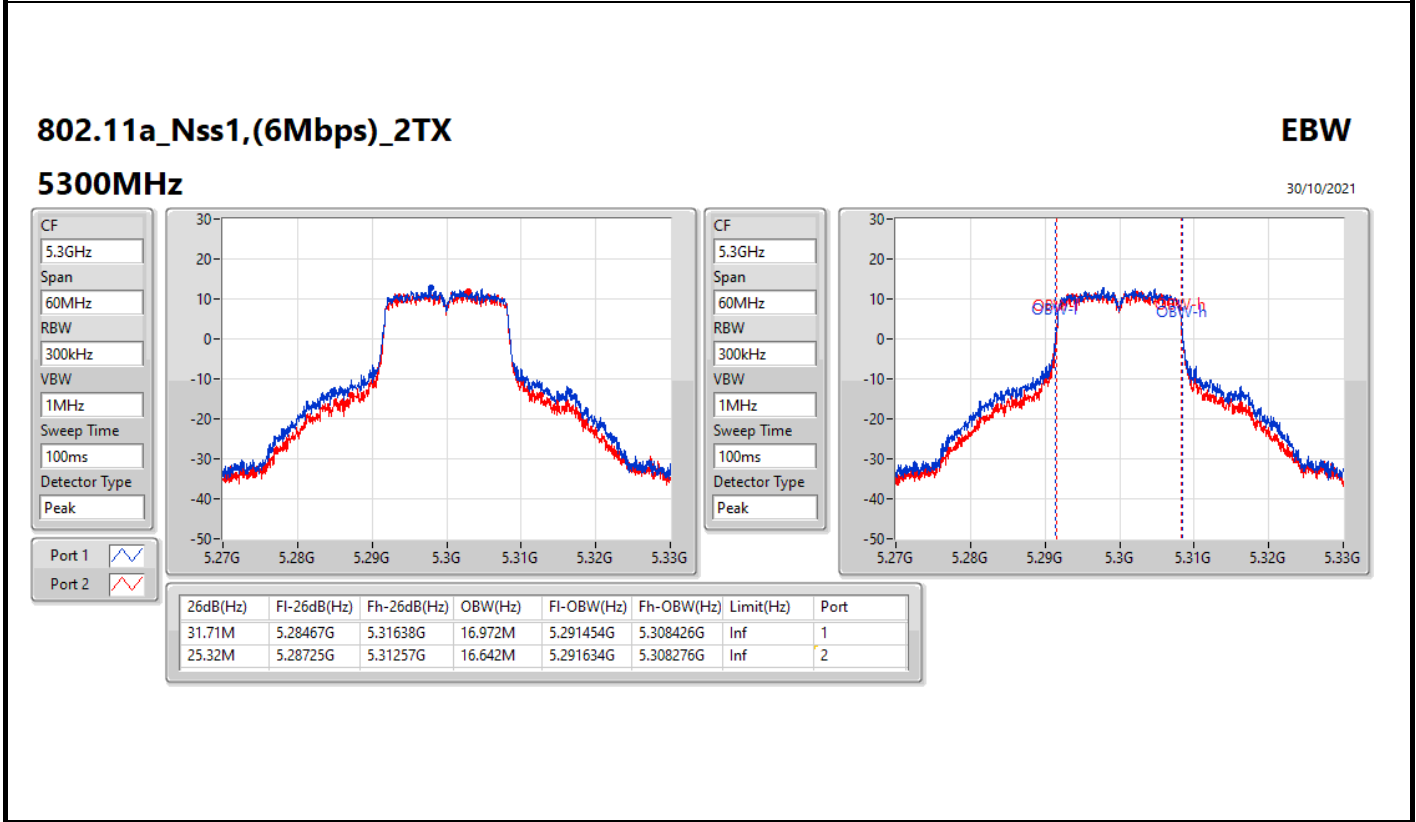 802.11a_Nss1,(6Mbps)_2TX
EBW
5300MHz
30/10/2021
CF
5.3GHz
Span
60MHz
RBW
300kHz
VBW
1MHz
Sweep Time
100ms
Detector Type
Peak
Port 1
Port 2
30
20
10
0
-10
-20
-30
-40
-50
5.27G 5.28G 5.29G 5.3G 5.31G 5.32G 5.33G
CF
5.3GHz
Span
60MHz
RBW
300kHz
VBW
1MHz
Sweep Time
100ms
Detector Type
Peak
30
20
10
0
-10
-20
-30
-40
-50
OBW-l OBW-h
OBW-l OBW-h
5.27G 5.28G 5.29G 5.3G 5.31G 5.32G 5.33G
26dB(Hz) Fl-26dB(Hz) Fh-26dB(Hz) OBW(Hz) Fl-OBW(Hz) Fh-OBW(Hz) Limit(Hz) Port
31.71M 5.28467G 5.31638G 16.972M 5.291454G 5.308426G Inf 1
25.32M 5.28725G 5.31257G 16.642M 5.291634G 5.308276G Inf 2